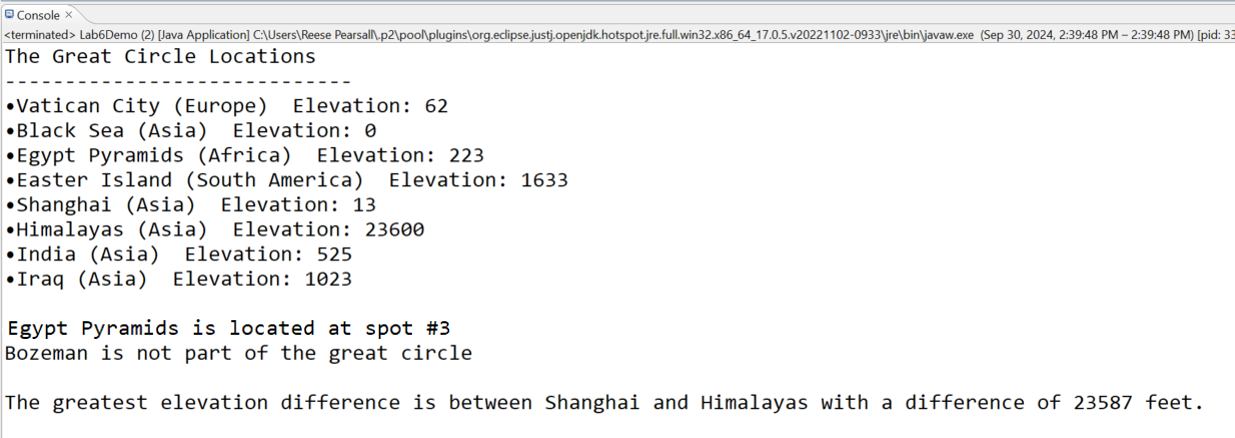 Console ×
<terminated> Lab6Demo (2) [Java Application] C:\Users\Reese Pearsall\.p2\pool\plugins\org.eclipse.justj.openjdk.hotspot.jre.full.win32.x86_64_17.0.5.v20221102-0933\jre\bin\javaw.exe (Sep 30, 2024, 2:39:48 PM – 2:39:48 PM) [pid: 33
The Great Circle Locations
-----------------------------
•Vatican City (Europe)  Elevation: 62
•Black Sea (Asia)  Elevation: 0
•Egypt Pyramids (Africa)  Elevation: 223
•Easter Island (South America)  Elevation: 1633
•Shanghai (Asia)  Elevation: 13
•Himalayas (Asia)  Elevation: 23600
•India (Asia)  Elevation: 525
•Iraq (Asia)  Elevation: 1023
Egypt Pyramids is located at spot #3
Bozeman is not part of the great circle
The greatest elevation difference is between Shanghai and Himalayas with a difference of 23587 feet.